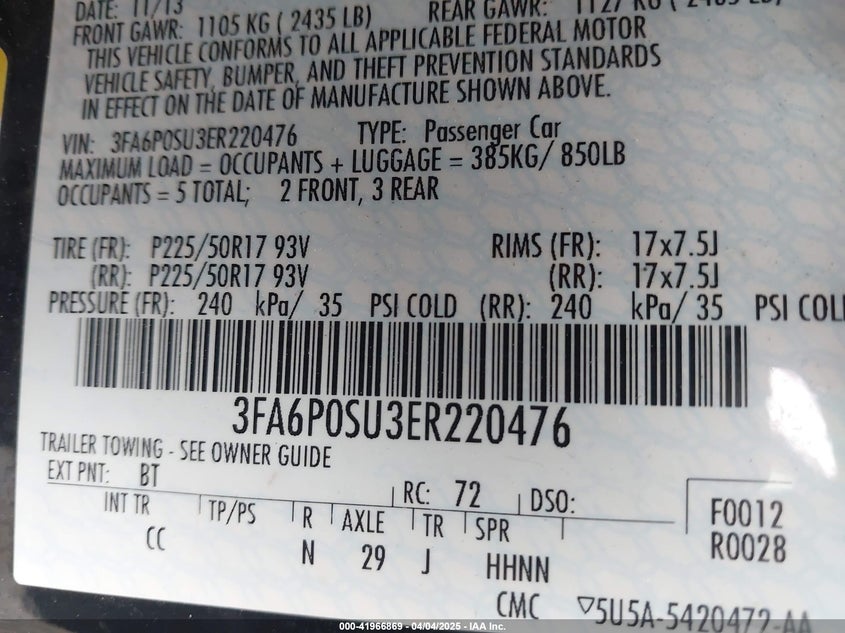 DATE: 11/13
FRONT GAWR: 1105 KG ( 2435 LB) REAR GAWR: 1127 KG ( 2485 LB)
THIS VEHICLE CONFORMS TO ALL APPLICABLE FEDERAL MOTOR
VEHICLE SAFETY, BUMPER, AND THEFT PREVENTION STANDARDS
IN EFFECT ON THE DATE OF MANUFACTURE SHOWN ABOVE.
VIN: 3FA6P0SU3ER220476 TYPE: Passenger Car
MAXIMUM LOAD = OCCUPANTS + LUGGAGE = 385KG/ 850LB
OCCUPANTS = 5 TOTAL; 2 FRONT, 3 REAR
TIRE (FR): P225/50R17 93V RIMS (FR): 17x7.5J
(RR): P225/50R17 93V (RR): 17x7.5J
PRESSURE (FR): 240 kPa/ 35 PSI COLD (RR): 240 kPa/ 35 PSI COL
3FA6P0SU3ER220476
TRAILER TOWING - SEE OWNER GUIDE
EXT PNT: BT RC: 72 DSO:
INT TR TP/PS R AXLE TR SPR F0012
CC N 29 J HHNN R0028
CMC ▽5U5A-5420472-AA
000-41966869 - 04/04/2025 - IAA Inc.